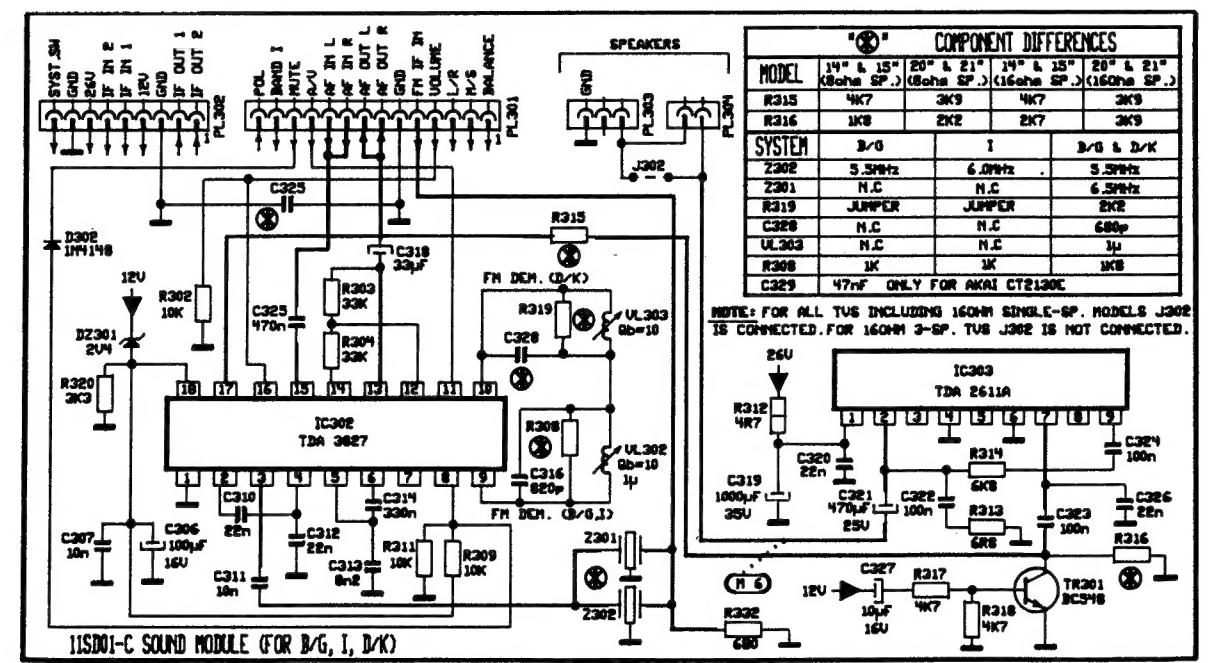 SYST.SW
GND
26V
IF IN 2
IF IN 1
12V
GND
IF OUT 1
IF OUT 2
PL302
1
POL
BAND I
MUTE
A/V
AF IN L
AF IN R
AF OUT L
AF OUT R
GND
FM IF IN
VOLUME
L/R
M/S
BALANCE
PL301
1
SPEAKERS
GND
PL303
PL304
J302
"⊗" COMPONENT DIFFERENCES
MODEL 14" & 15" (8ohm SP.) 20" & 21" (8ohm SP.) 14" & 15" (16ohm SP.) 20" & 21" (16Ohm SP.)
R315 4K7 3K9 4K7 3K9
R316 1K8 2K2 2K7 3K9
SYSTEM B/G I B/G & D/K
Z302 5.5MHz 6.0MHz 5.5MHz
Z301 N.C N.C 6.5MHz
R319 JUMPER JUMPER 2K2
C328 N.C N.C 680p
VL303 N.C N.C 1µ
R308 1K 1K 1K8
C329 47nF ONLY FOR AKAI CT2130E
NOTE: FOR ALL TVS INCLUDING 16OHM SINGLE-SP. MODELS J302
IS CONNECTED.FOR 16OHM 3-SP. TVS J302 IS NOT CONNECTED.
C325
D302
1N4148
12V
R302
10K
C325
470n
C318
33µF
R303
33K
R304
33K
R315
FM DEM. (D/K)
R319
VL303
Qb=10
C328
DZ301
2V4
R320
3K3
18 17 16 15 14 13 12 11 10
IC302
TDA 3827
1 2 3 4 5 6 7 8 9
R308
VL302
Qb=10
1µ
C316
820p
FM DEM. (B/G,I)
C307
10n
C306
100µF
16V
C310
22n
C311
10n
C312
22n
C313
8n2
C314
330n
R311
10K
R309
10K
Z301
Z302
R332
680
M 6
26V
R312
4R7
IC303
TDA 2611A
1 2 3 4 5 6 7 8 9
C319
1000µF
35V
C320
22n
C321
470µF
25V
C322
100n
R314
6K8
R313
6R8
C324
100n
C323
100n
C326
22n
R316
12V
C327
10µF
16V
R317
4K7
R318
4K7
TR301
BC548
11SD01-C SOUND MODULE (FOR B/G, I, D/K)